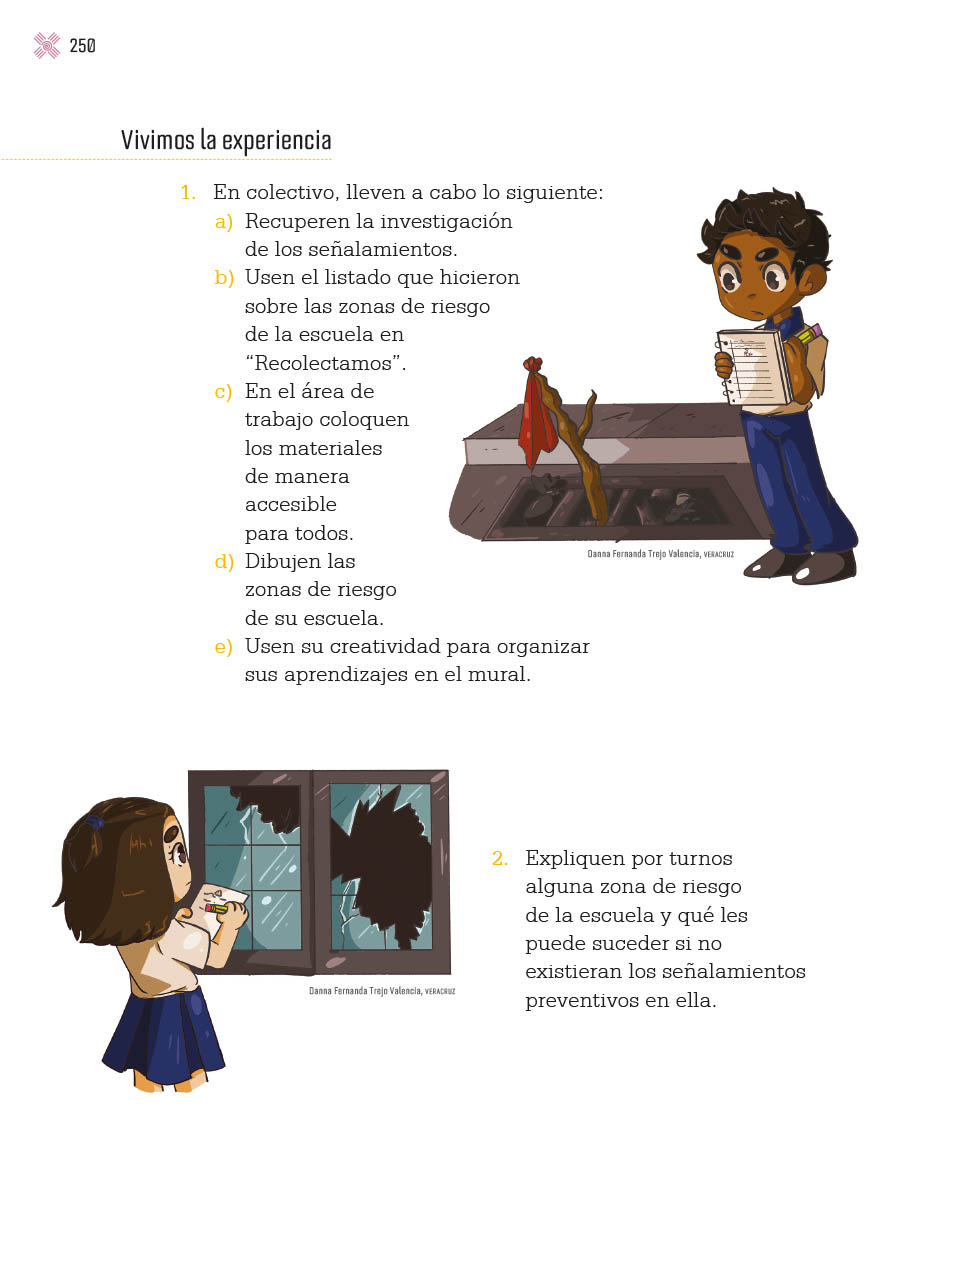 250
Vivimos la experiencia
1. En colectivo, lleven a cabo lo siguiente:
a) Recuperen la investigación
de los señalamientos.
b) Usen el listado que hicieron
sobre las zonas de riesgo
de la escuela en
“Recolectamos”.
c) En el área de
trabajo coloquen
los materiales
de manera
accesible
para todos.
d) Dibujen las
zonas de riesgo
de su escuela.
e) Usen su creatividad para organizar
sus aprendizajes en el mural.
Danna Fernanda Trejo Valencia, VERACRUZ
2. Expliquen por turnos
alguna zona de riesgo
de la escuela y qué les
puede suceder si no
existieran los señalamientos
preventivos en ella.
Danna Fernanda Trejo Valencia, VERACRUZ